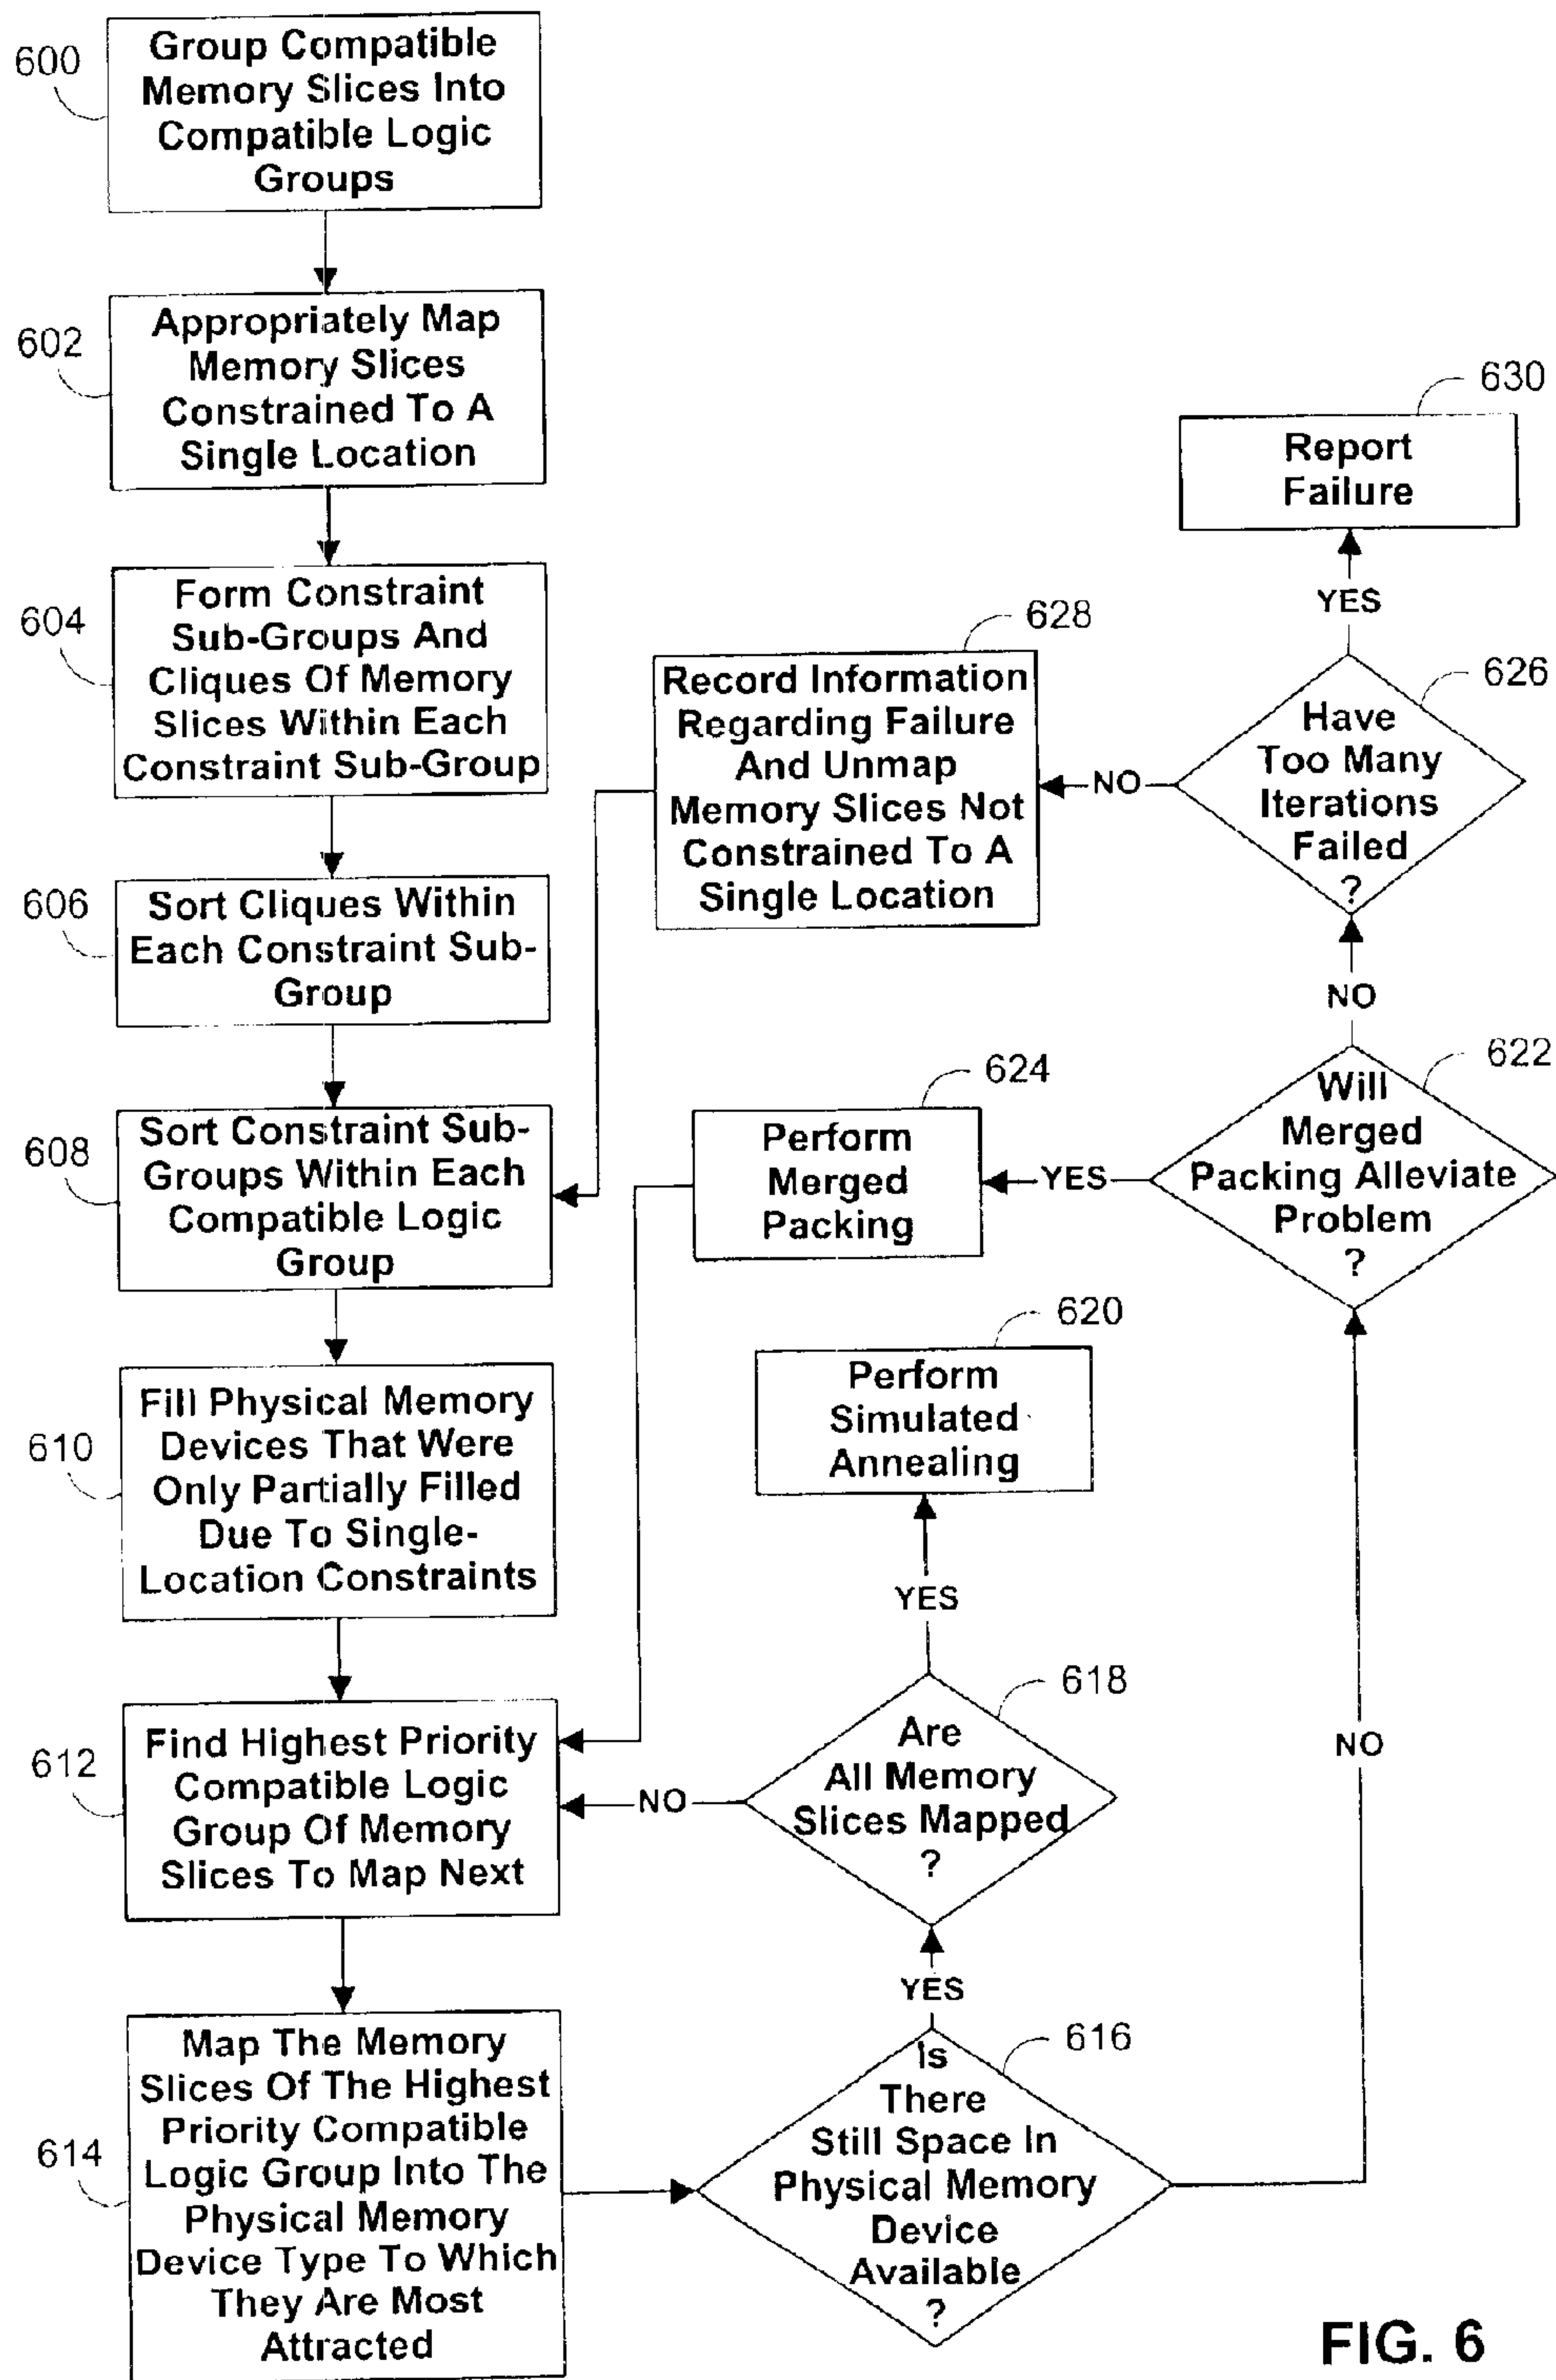 600
Group Compatible
Memory Slices Into
Compatible Logic
Groups
602
Appropriately Map
Memory Slices
Constrained To A
Single Location
604
Form Constraint
Sub-Groups And
Cliques Of Memory
Slices Within Each
Constraint Sub-Group
606
Sort Cliques Within
Each Constraint Sub-
Group
608
Sort Constraint Sub-
Groups Within Each
Compatible Logic
Group
610
Fill Physical Memory
Devices That Were
Only Partially Filled
Due To Single-
Location Constraints
612
Find Highest Priority
Compatible Logic
Group Of Memory
Slices To Map Next
614
Map The Memory
Slices Of The Highest
Priority Compatible
Logic Group Into The
Physical Memory
Device Type To Which
They Are Most
Attracted
616
Is
There
Still Space In
Physical Memory
Device
Available
?
YES
NO
618
Are
All Memory
Slices Mapped
?
NO
YES
620
Perform
Simulated
Annealing
622
Will
Merged
Packing Alleviate
Problem
?
YES
NO
624
Perform
Merged
Packing
626
Have
Too Many
Iterations
Failed
?
NO
YES
628
Record Information
Regarding Failure
And Unmap
Memory Slices Not
Constrained To A
Single Location
630
Report
Failure
FIG. 6